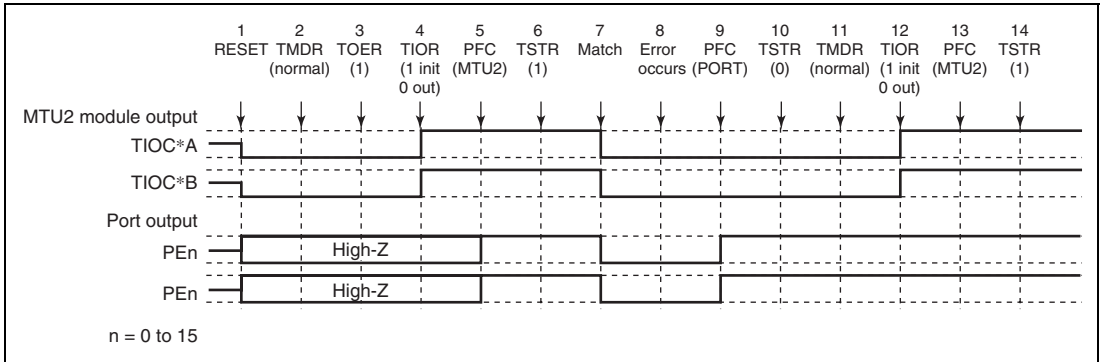 1 2 3 4 5 6 7 8 9 10 11 12 13 14
RESET TMDR TOER TIOR PFC TSTR Match Error PFC TSTR TMDR TIOR PFC TSTR
(normal) (1) (1 init (MTU2) (1) occurs (PORT) (0) (normal) (1 init (MTU2) (1)
0 out) 0 out)
MTU2 module output
TIOC*A
TIOC*B
Port output
PEn High-Z
PEn High-Z
n = 0 to 15